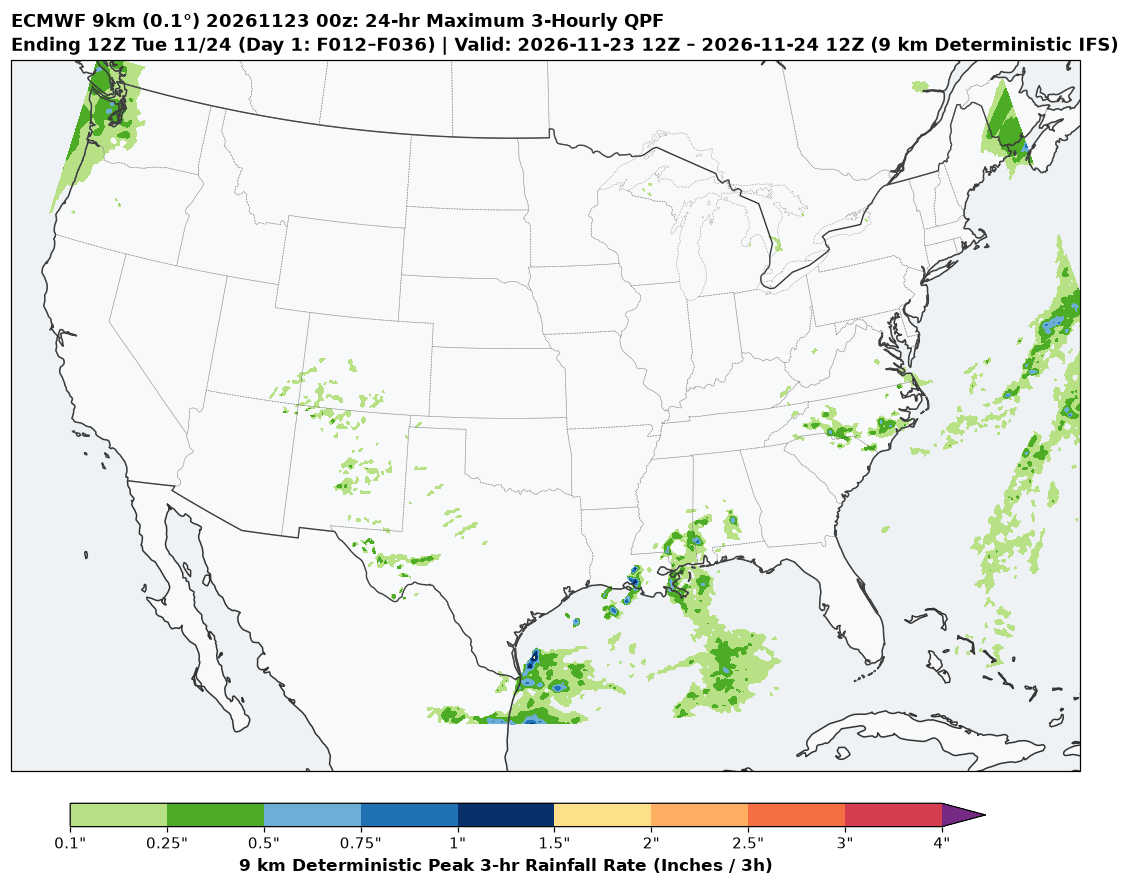 ECMWF 9km (0.1°) 20261123 00z: 24-hr Maximum 3-Hourly QPF
Ending 12Z Tue 11/24 (Day 1: F012–F036) | Valid: 2026-11-23 12Z – 2026-11-24 12Z (9 km Deterministic IFS)
0.1" 0.25" 0.5" 0.75" 1" 1.5" 2" 2.5" 3" 4"
9 km Deterministic Peak 3-hr Rainfall Rate (Inches / 3h)